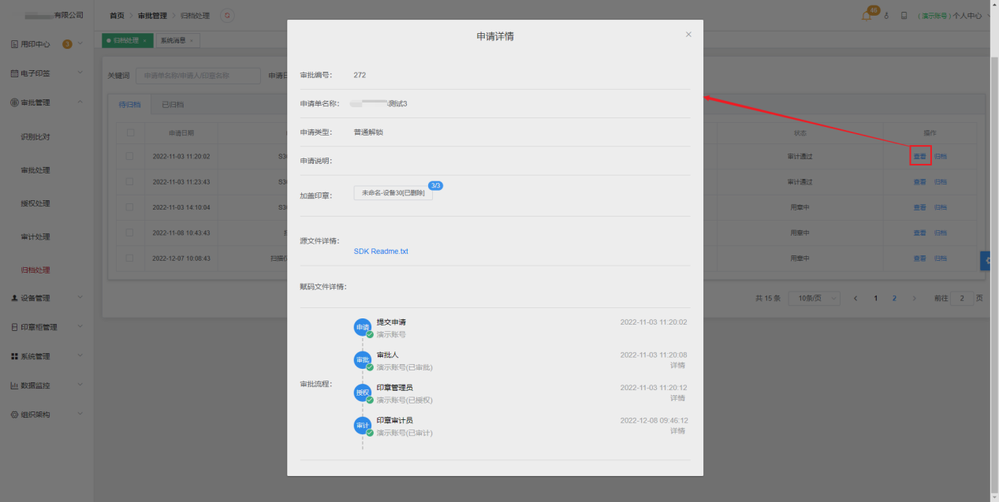 有限公司
首页 审批管理 归档处理
46
(演示账号)个人中心
归档处理 ×
系统消息 ×
用印中心 3
电子印签
审批管理
识别比对
审批处理
授权处理
审计处理
归档处理
设备管理
印章柜管理
系统管理
数据监控
组织架构
关键词 申请单名称/申请人/印章名称 申请日
待归档 已归档
申请日期 状态 操作
2022-11-03 11:20:02 S3 审计通过 查看 归档
2022-11-03 11:23:43 S3 审计通过 查看 归档
2022-11-03 14:10:04 S3 用章中 查看 归档
2022-11-08 10:43:43 用章中 查看 归档
2022-12-07 10:08:43 扫描 用章中 查看 归档
共 15 条 10条/页 1 2 前往 2 页
申请详情
审批编号: 272
申请单名称: 测试3
申请类型: 普通解锁
申请说明:
加盖印章: 未命名-设备30[已删除] 3/3
源文件详情:
SDK Readme.txt
赋码文件详情:
审批流程:
申请 提交申请 2022-11-03 11:20:02
演示账号
审批 审批人 2022-11-03 11:20:08
演示账号(已审批) 详情
授权 印章管理员 2022-11-03 11:20:12
演示账号(已授权) 详情
审计 印章审计员 2022-12-08 09:46:12
演示账号(已审计) 详情